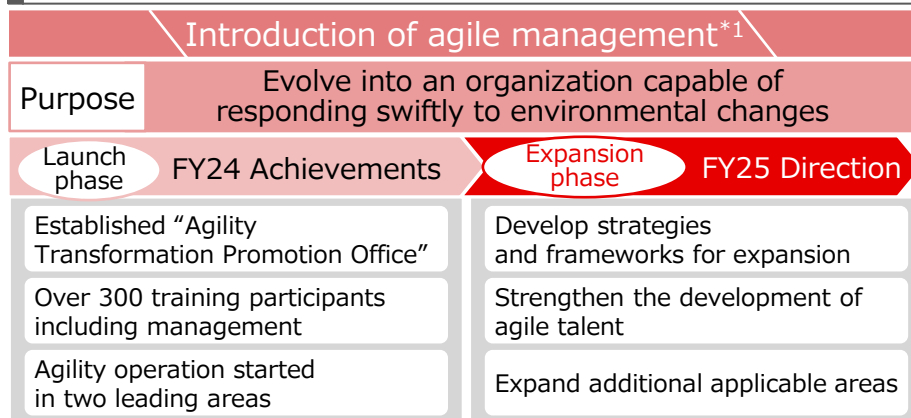 Introduction of agile management*1
Purpose
Evolve into an organization capable of
responding swiftly to environmental changes
Launch
phase
FY24 Achievements
Expansion
phase
FY25 Direction
Established “Agility
Transformation Promotion Office”
Over 300 training participants
including management
Agility operation started
in two leading areas
Develop strategies
and frameworks for expansion
Strengthen the development of
agile talent
Expand additional applicable areas